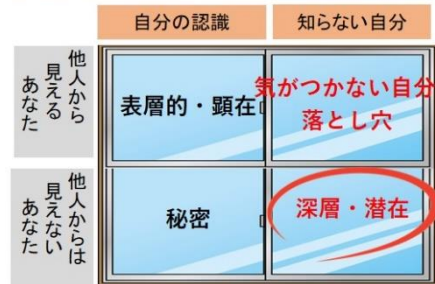 自分の認識
知らない自分
他人から
見える
あなた
表層的・顕在
気がつかない自分
落とし穴
他人からは
見えない
あなた
秘密
深層・潜在